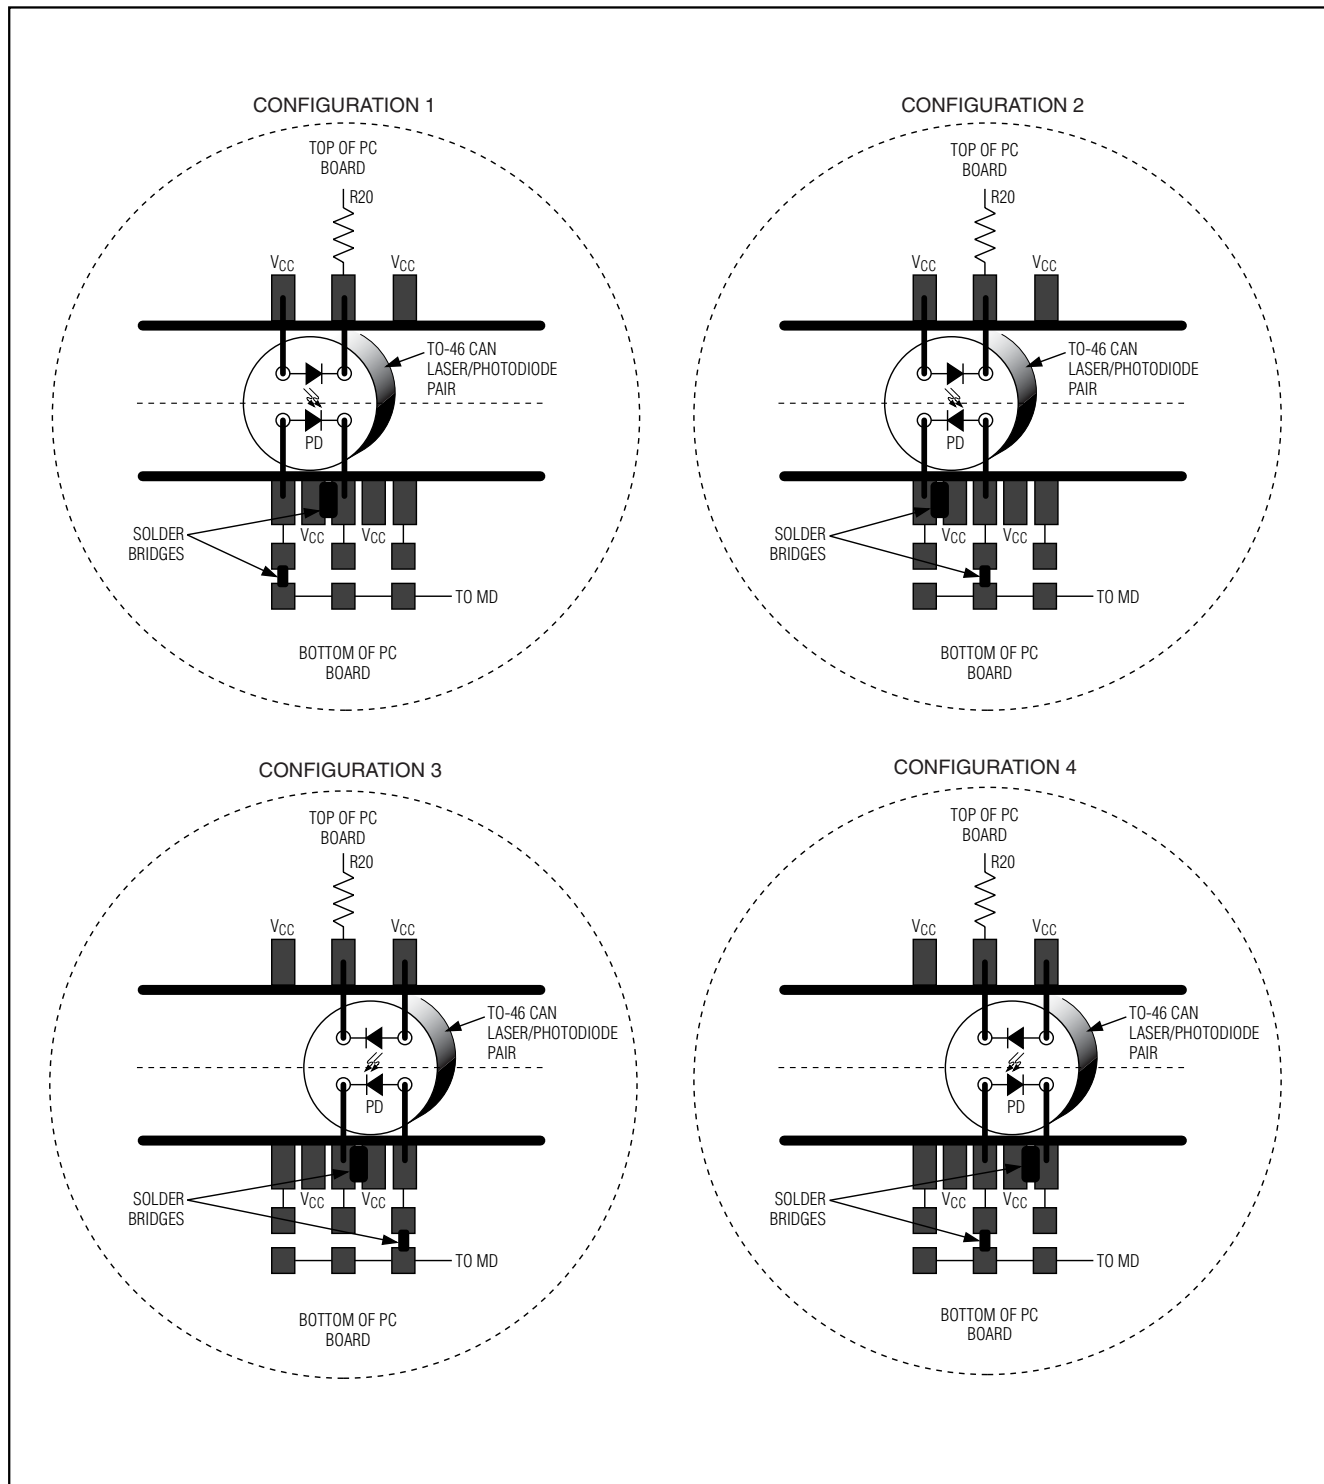 CONFIGURATION 1
TOP OF PC
BOARD
R20
VCC
VCC
TO-46 CAN
LASER/PHOTODIODE
PAIR
PD
SOLDER
BRIDGES
VCC
VCC
TO MD
BOTTOM OF PC
BOARD
CONFIGURATION 2
TOP OF PC
BOARD
R20
VCC
VCC
TO-46 CAN
LASER/PHOTODIODE
PAIR
PD
SOLDER
BRIDGES
VCC
VCC
TO MD
BOTTOM OF PC
BOARD
CONFIGURATION 3
TOP OF PC
BOARD
R20
VCC
VCC
TO-46 CAN
LASER/PHOTODIODE
PAIR
PD
SOLDER
BRIDGES
VCC
VCC
TO MD
BOTTOM OF PC
BOARD
CONFIGURATION 4
TOP OF PC
BOARD
R20
VCC
VCC
TO-46 CAN
LASER/PHOTODIODE
PAIR
PD
SOLDER
BRIDGES
VCC
VCC
TO MD
BOTTOM OF PC
BOARD